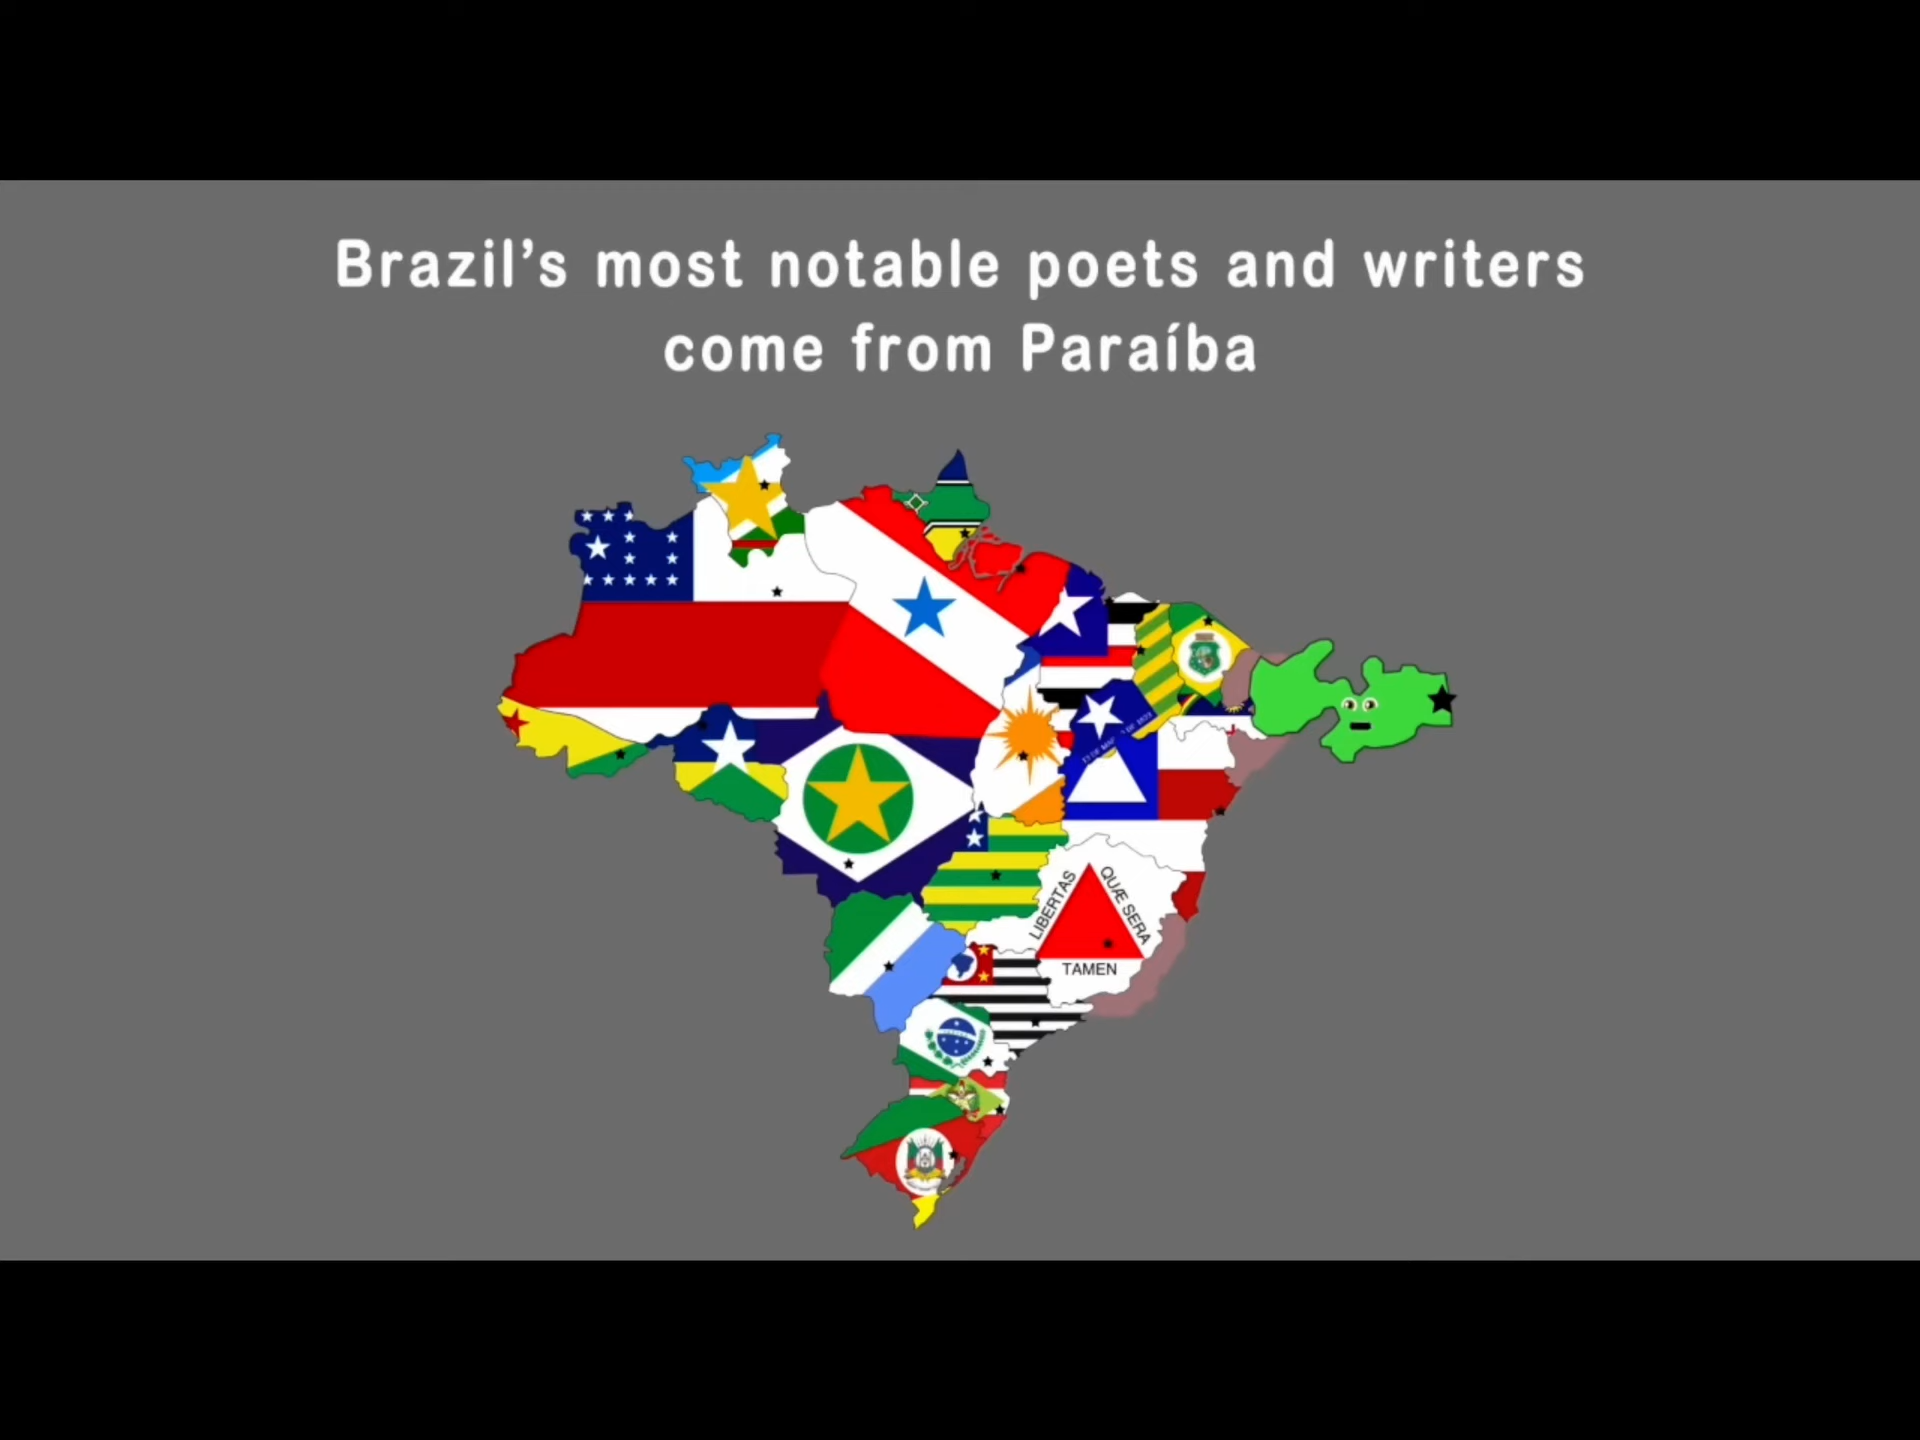 Brazil’s most notable poets and writers
come from Paraíba
LIBERTAS
QUÆ SERA
TAMEN